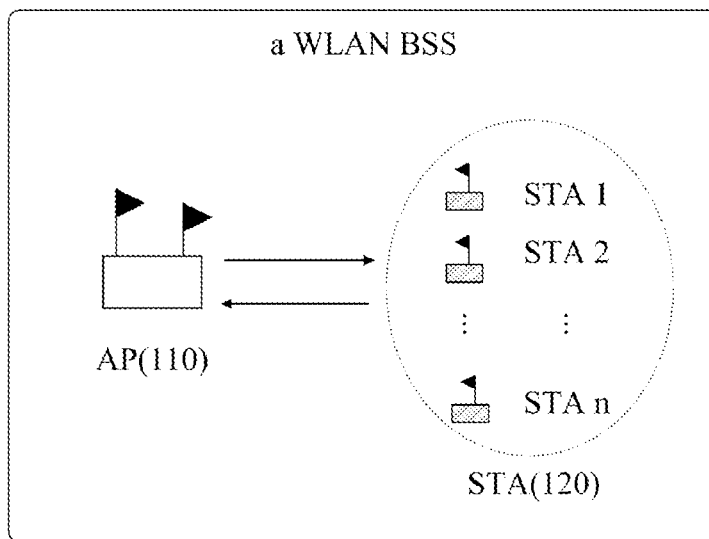 a WLAN BSS
STA 1
STA 2
⋮ ⋮
STA n
AP(110)
STA(120)